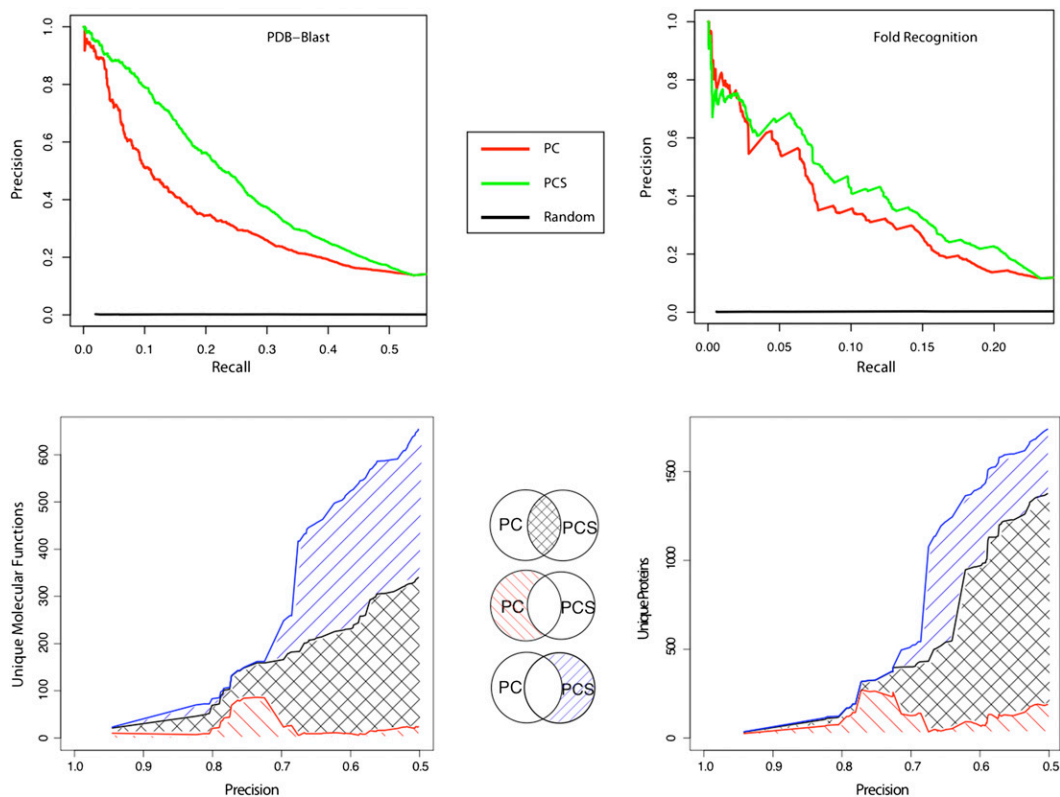 PDB–Blast
Precision
1.0
0.8
0.6
0.4
0.2
0.0
0.0
0.1
0.2
0.3
0.4
0.5
Recall
PC
PCS
Random
Fold Recognition
Precision
1.0
0.8
0.6
0.4
0.2
0.0
0.00
0.05
0.10
0.15
0.20
Recall
Unique Molecular Functions
600
500
400
300
200
100
0
1.0
0.9
0.8
0.7
0.6
0.5
Precision
PC
PCS
PC
PCS
PC
PCS
Unique Proteins
1500
1000
500
0
1.0
0.9
0.8
0.7
0.6
0.5
Precision